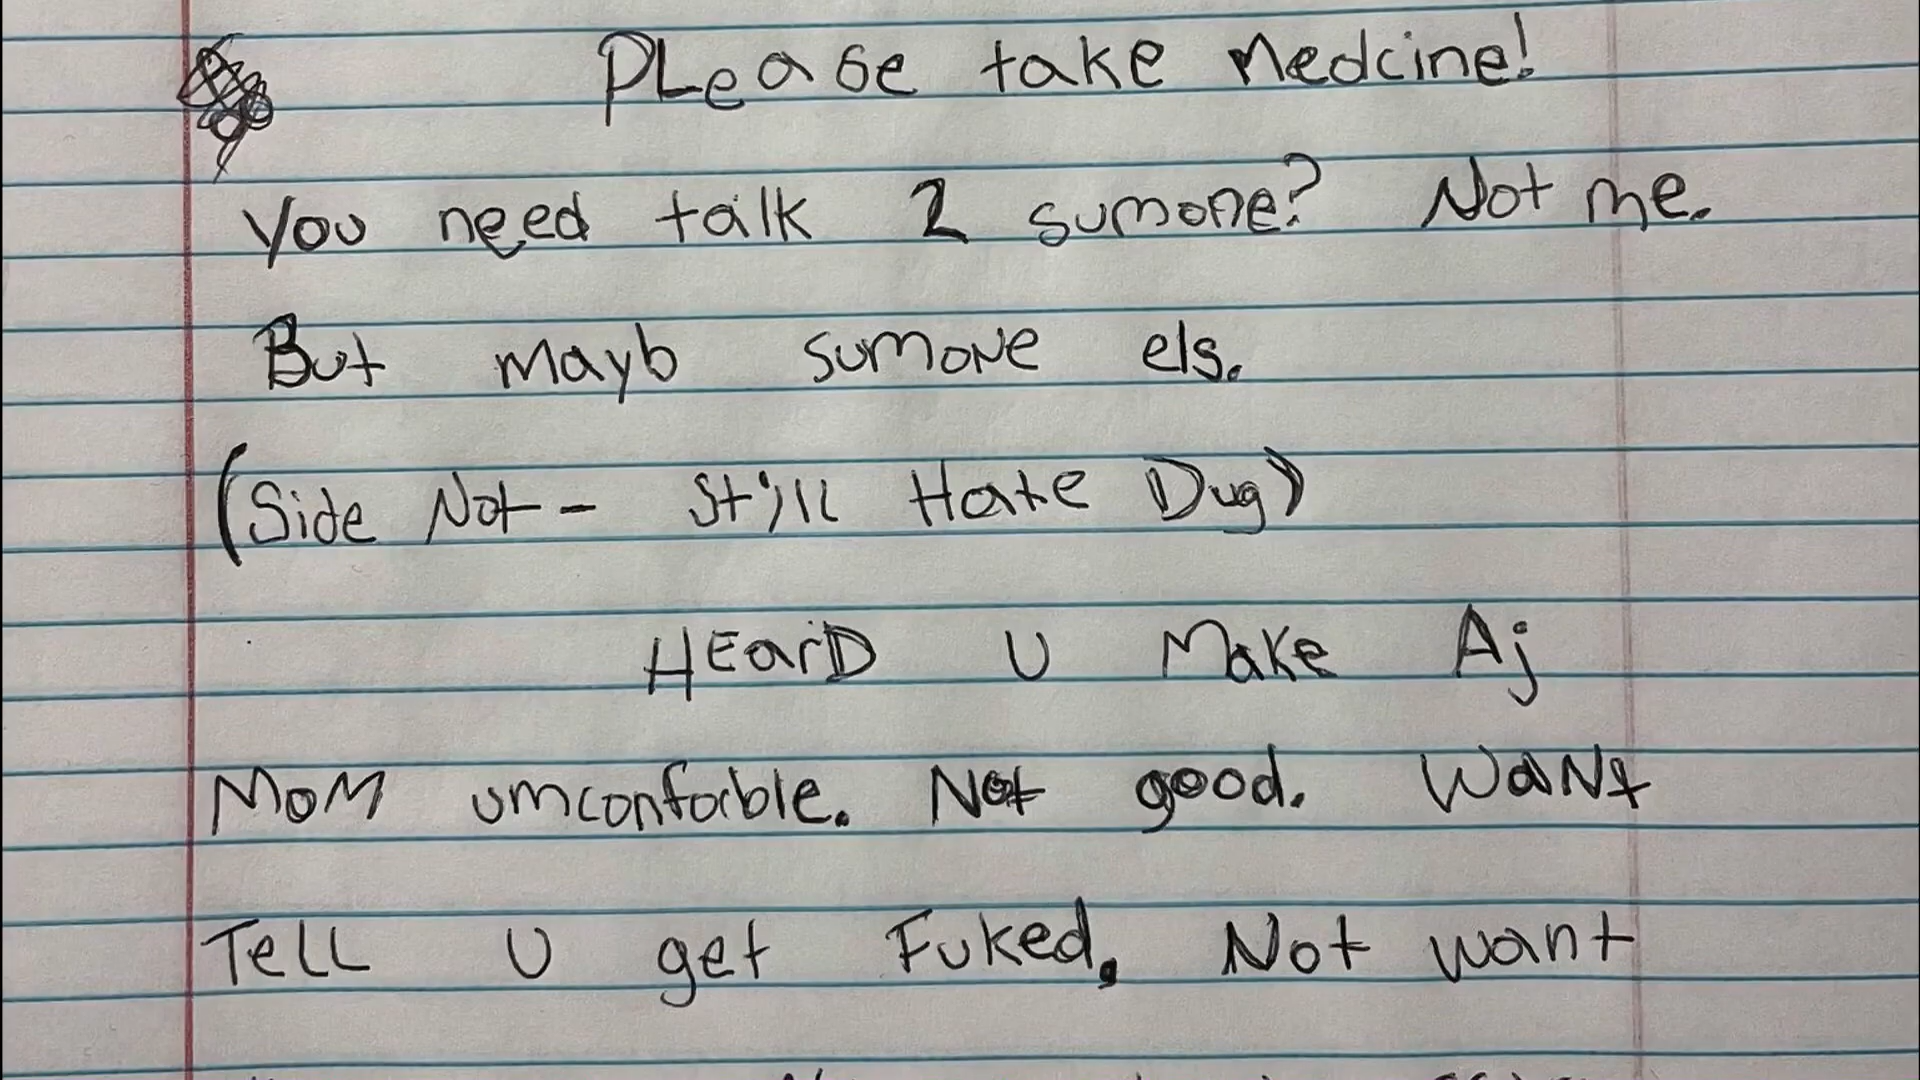 PLease take Medcine!
You need talk 2 sumone? Not me.
But mayb sumone els.
(Side Not - Still Hate Dug)
HEarD U Make Aj
MoM umconforble. Not good. WaNt
TeLL U get Fuked. Not want